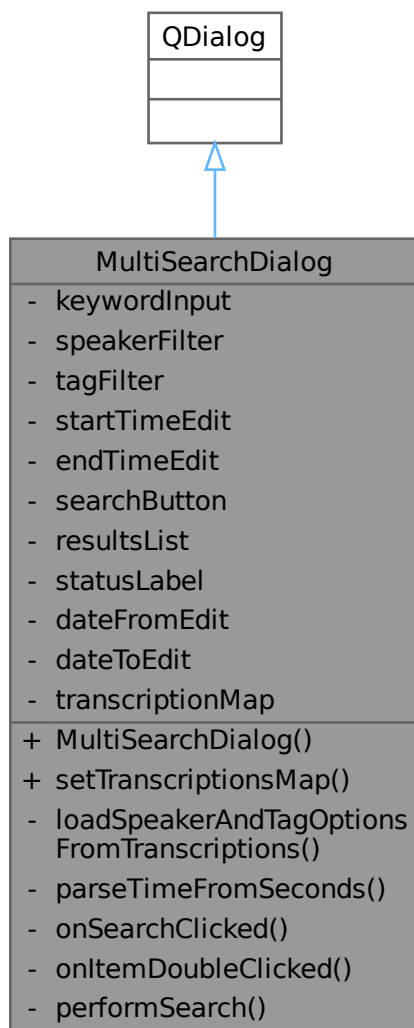 QDialog
MultiSearchDialog
- keywordInput
- speakerFilter
- tagFilter
- startTimeEdit
- endTimeEdit
- searchButton
- resultsList
- statusLabel
- dateFromEdit
- dateToEdit
- transcriptionMap
+ MultiSearchDialog()
+ setTranscriptionsMap()
- loadSpeakerAndTagOptions
FromTranscriptions()
- parseTimeFromSeconds()
- onSearchClicked()
- onItemDoubleClicked()
- performSearch()